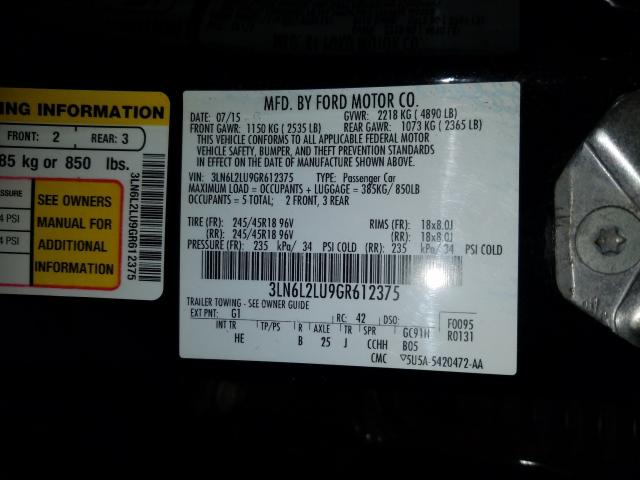 NG INFORMATION
FRONT: 2 REAR: 3
85 kg or 850 lbs.
SSURE
4 PSI
4 PSI
SEE OWNERS
MANUAL FOR
ADDITIONAL
INFORMATION
3LN6L2LU9GR612375
MFD. BY FORD MOTOR CO.
DATE: 07/15 GVWR: 2218 KG ( 4890 LB)
FRONT GAWR: 1150 KG ( 2535 LB) REAR GAWR: 1073 KG ( 2365 LB)
THIS VEHICLE CONFORMS TO ALL APPLICABLE
FEDERAL MOTOR
VEHICLE SAFETY, BUMPER, AND THEFT PREVENTION STANDARDS
IN EFFECT ON THE DATE OF MANUFACTURE SHOWN ABOVE.
VIN: 3LN6L2LU9GR612375 TYPE: Passenger Car
MAXIMUM LOAD = OCCUPANTS + LUGGAGE = 385KG/ 850LB
OCCUPANTS = 5 TOTAL; 2 FRONT, 3 REAR
TIRE (FR): 245/45R18 96V RIMS (FR): 18x8.0J
(RR): 245/45R18 96V (RR): 18x8.0J
PRESSURE (FR): 235 kPa/ 34 PSI COLD (RR): 235 kPa/ 34 PSI COLD
3LN6L2LU9GR612375
TRAILER TOWING - SEE OWNER GUIDE
EXT PNT: G1 RC: 42 DSO: F0095
INT TR TP/PS R AXLE TR SPR GC91N R0131
HE B 25 J CCHH B05
CMC ▽5U5A-5420472-AA